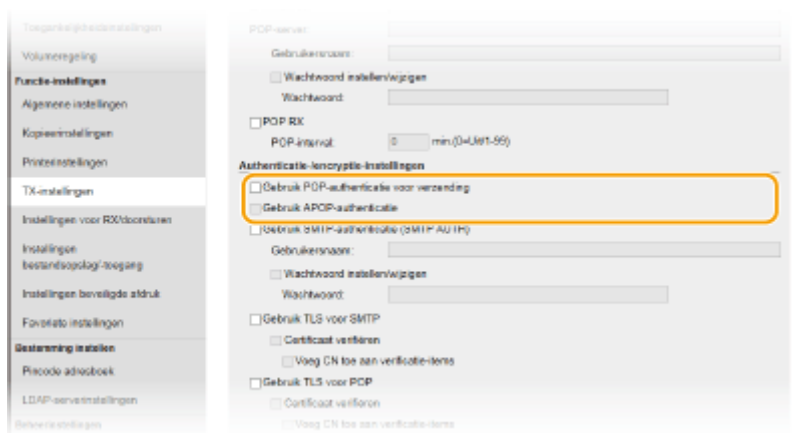 Toegankelijkheidsinstellingen
Volumeregeling
Functie-instellingen
Algemene instellingen
Kopieerinstellingen
Printerinstellingen
TX-instellingen
Instellingen voor RX/doorsturen
Instellingen
bestandsopslag/-toegang
Instellingen beveiligde afdruk
Favoriete instellingen
Bestemming instellen
Pincode adresboek
LDAP-serverinstellingen
Beheerinstellingen
POP-server:
Gebruikersnaam:
Wachtwoord instellen/wijzigen
Wachtwoord:
POP RX
POP-interval: 0 min.(0=Uit/1-99)
Authenticatie-/encryptie-instellingen
Gebruik POP-authenticatie voor verzending
Gebruik APOP-authenticatie
Gebruik SMTP-authenticatie (SMTP AUTH)
Gebruikersnaam:
Wachtwoord instellen/wijzigen
Wachtwoord:
Gebruik TLS voor SMTP
Certificaat verifiëren
Voeg CN toe aan verificatie-items
Gebruik TLS voor POP
Certificaat verifiëren
Voeg CN toe aan verificatie-items